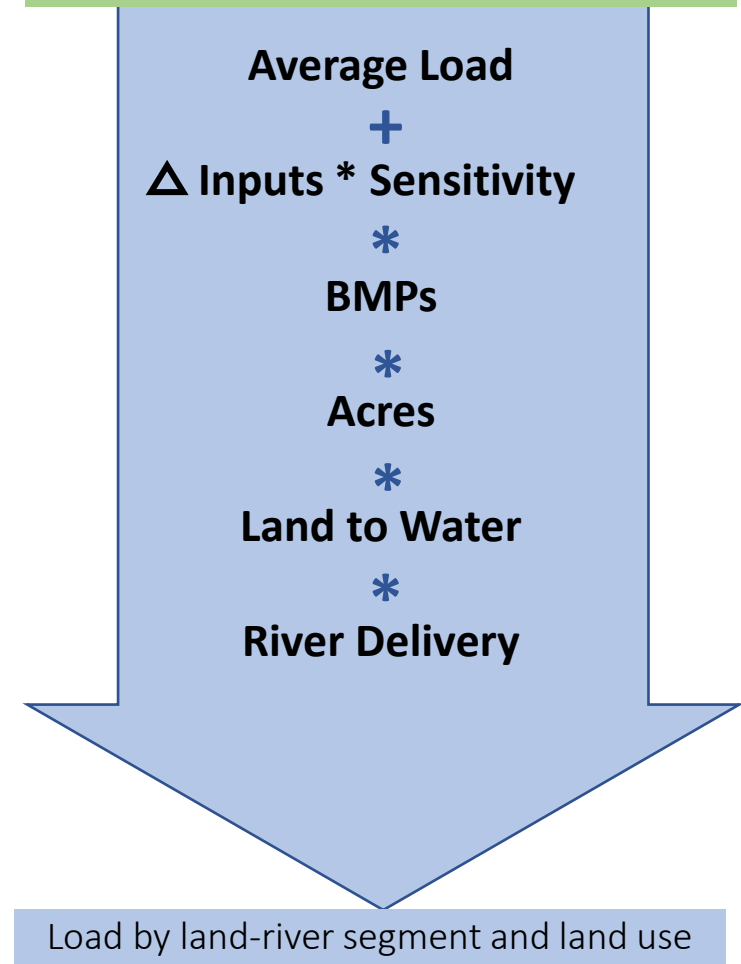 Average Load
+
Δ Inputs * Sensitivity
*
BMPs
*
Acres
*
Land to Water
*
River Delivery
Load by land-river segment and land use